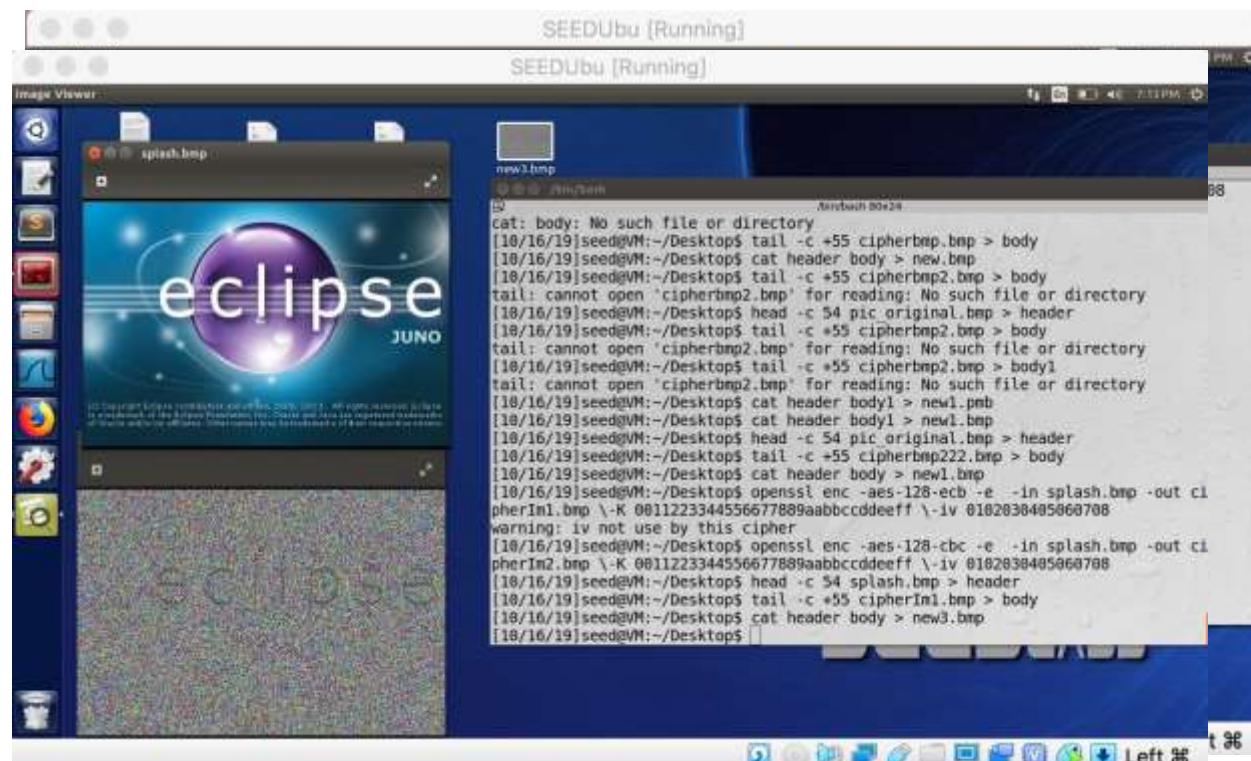 SEEDUbu [Running]
SEEDUbu [Running]
PM
Image Viewer
En
7:11PM
splash.bmp
new3.bmp
eclipse
JUNO
/bin/bash
/bin/bash 80x24
08
cat: body: No such file or directory
[10/16/19]seed@VM:~/Desktop$ tail -c +55 cipherbmp.bmp > body
[10/16/19]seed@VM:~/Desktop$ cat header body > new.bmp
[10/16/19]seed@VM:~/Desktop$ tail -c +55 cipherbmp2.bmp > body
tail: cannot open 'cipherbmp2.bmp' for reading: No such file or directory
[10/16/19]seed@VM:~/Desktop$ head -c 54 pic_original.bmp > header
[10/16/19]seed@VM:~/Desktop$ tail -c +55 cipherbmp2.bmp > body
tail: cannot open 'cipherbmp2.bmp' for reading: No such file or directory
[10/16/19]seed@VM:~/Desktop$ tail -c +55 cipherbmp2.bmp > body1
tail: cannot open 'cipherbmp2.bmp' for reading: No such file or directory
[10/16/19]seed@VM:~/Desktop$ cat header body1 > new1.pmb
[10/16/19]seed@VM:~/Desktop$ cat header body1 > new1.bmp
[10/16/19]seed@VM:~/Desktop$ head -c 54 pic_original.bmp > header
[10/16/19]seed@VM:~/Desktop$ tail -c +55 cipherbmp222.bmp > body
[10/16/19]seed@VM:~/Desktop$ cat header body > new1.bmp
[10/16/19]seed@VM:~/Desktop$ openssl enc -aes-128-ecb -e  -in splash.bmp -out ci
pherIm1.bmp \-K 00112233445566778899aabbccddeeff \-iv 0102030405060708
warning: iv not use by this cipher
[10/16/19]seed@VM:~/Desktop$ openssl enc -aes-128-cbc -e  -in splash.bmp -out ci
pherIm2.bmp \-K 00112233445566778899aabbccddeeff \-iv 0102030405060708
[10/16/19]seed@VM:~/Desktop$ head -c 54 splash.bmp > header
[10/16/19]seed@VM:~/Desktop$ tail -c +55 cipherIm1.bmp > body
[10/16/19]seed@VM:~/Desktop$ cat header body > new3.bmp
[10/16/19]seed@VM:~/Desktop$
eclipse
Left ⌘
t ⌘